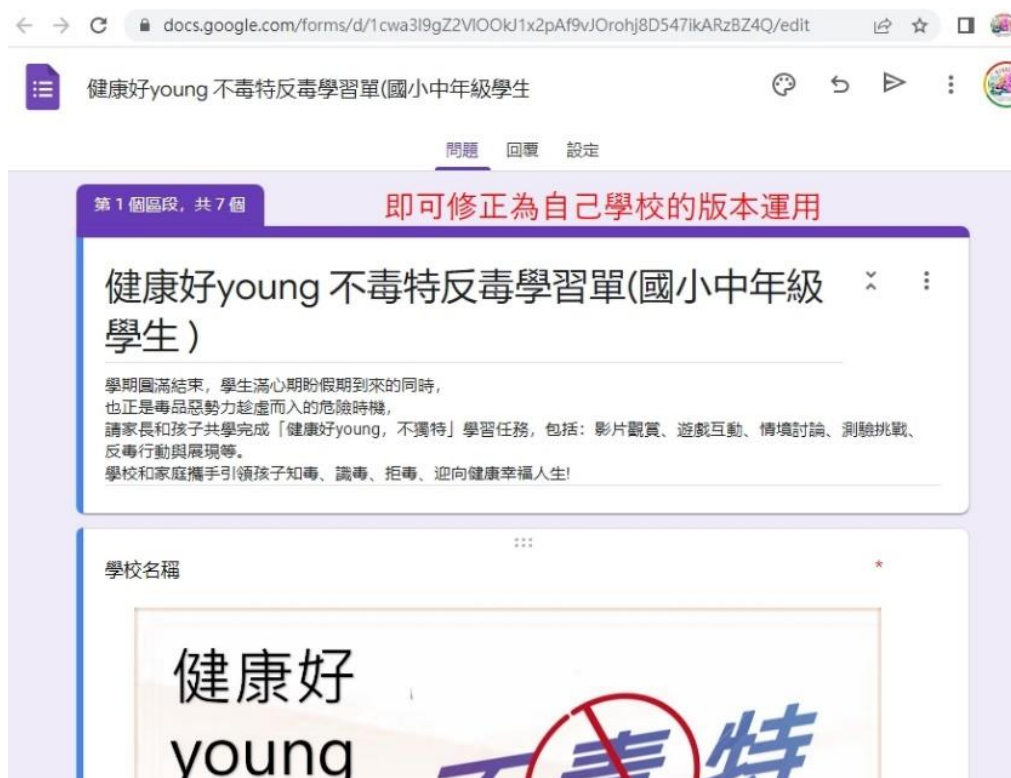 docs.google.com/forms/d/1cwa3I9gZ2VIOOkJ1x2pAf9vJOrohj8D547ikARzBZ4Q/edit
健康好young 不毒特反毒學習單(國小中年級學生
問題 回覆 設定
第 1 個區段，共 7 個
即可修正為自己學校的版本運用
健康好young 不毒特反毒學習單(國小中年級
學生 )
學期圓滿結束，學生滿心期盼假期到來的同時，
也正是毒品惡勢力趁虛而入的危險時機，
請家長和孩子共學完成「健康好young，不獨特」學習任務，包括：影片觀賞、遊戲互動、情境討論、測驗挑戰、
反毒行動與展現等。
學校和家庭攜手引領孩子知毒、識毒、拒毒、迎向健康幸福人生!
學校名稱 *
健康好
young
不毒特